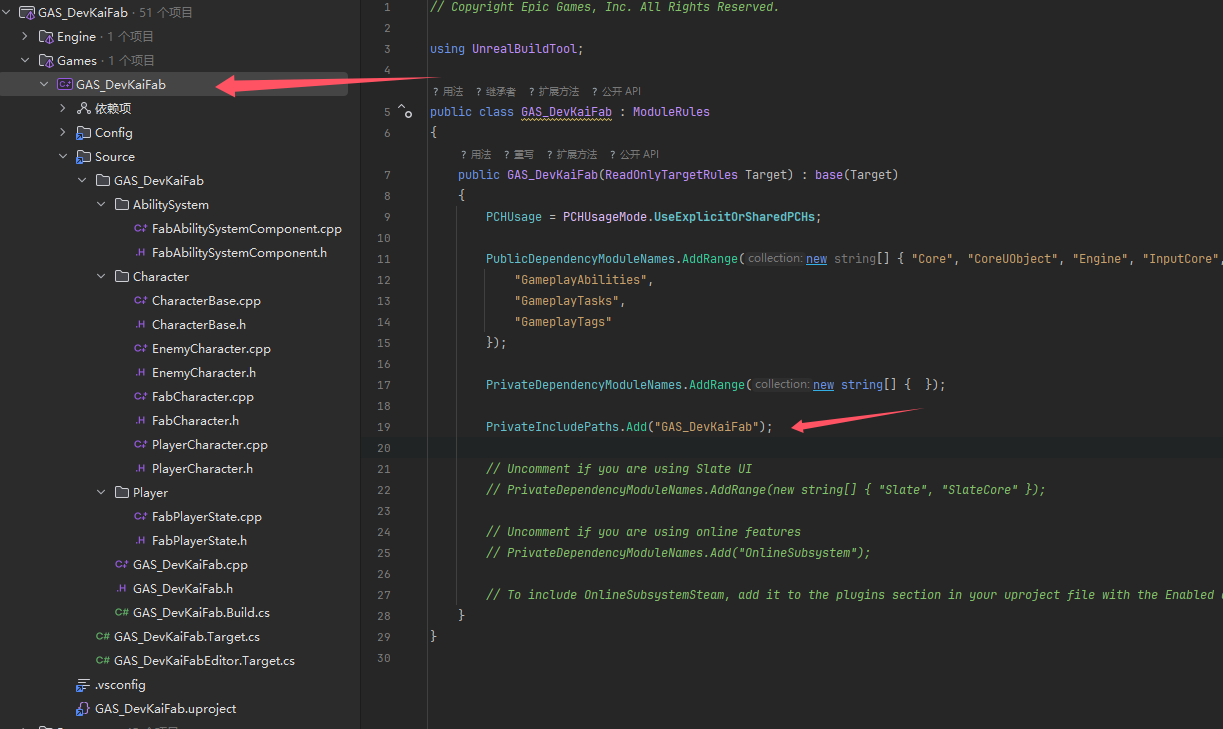 GAS_DevKaiFab · 51 个项目
Engine · 1 个项目
Games · 1 个项目
GAS_DevKaiFab
依赖项
Config
Source
GAS_DevKaiFab
AbilitySystem
C++ FabAbilitySystemComponent.cpp
.H FabAbilitySystemComponent.h
Character
C++ CharacterBase.cpp
.H CharacterBase.h
C++ EnemyCharacter.cpp
.H EnemyCharacter.h
C++ FabCharacter.cpp
.H FabCharacter.h
C++ PlayerCharacter.cpp
.H PlayerCharacter.h
Player
C++ FabPlayerState.cpp
.H FabPlayerState.h
C++ GAS_DevKaiFab.cpp
.H GAS_DevKaiFab.h
C# GAS_DevKaiFab.Build.cs
C# GAS_DevKaiFab.Target.cs
C# GAS_DevKaiFabEditor.Target.cs
.vsconfig
GAS_DevKaiFab.uproject
1 // Copyright Epic Games, Inc. All Rights Reserved.
2
3 using UnrealBuildTool;
4
? 用法 ? 继承者 ? 扩展方法 ? 公开 API
5 public class GAS_DevKaiFab : ModuleRules
6 {
? 用法 ? 重写 ? 扩展方法 ? 公开 API
7 public GAS_DevKaiFab(ReadOnlyTargetRules Target) : base(Target)
8 {
9 PCHUsage = PCHUsageMode.UseExplicitOrSharedPCHs;
10
11 PublicDependencyModuleNames.AddRange( collection: new string[] { "Core", "CoreUObject", "Engine", "InputCore",
12 "GameplayAbilities",
13 "GameplayTasks",
14 "GameplayTags"
15 });
16
17 PrivateDependencyModuleNames.AddRange( collection: new string[] { });
18
19 PrivateIncludePaths.Add("GAS_DevKaiFab");
20
21 // Uncomment if you are using Slate UI
22 // PrivateDependencyModuleNames.AddRange(new string[] { "Slate", "SlateCore" });
23
24 // Uncomment if you are using online features
25 // PrivateDependencyModuleNames.Add("OnlineSubsystem");
26
27 // To include OnlineSubsystemSteam, add it to the plugins section in your uproject file with the Enabled
28 }
29 }
30